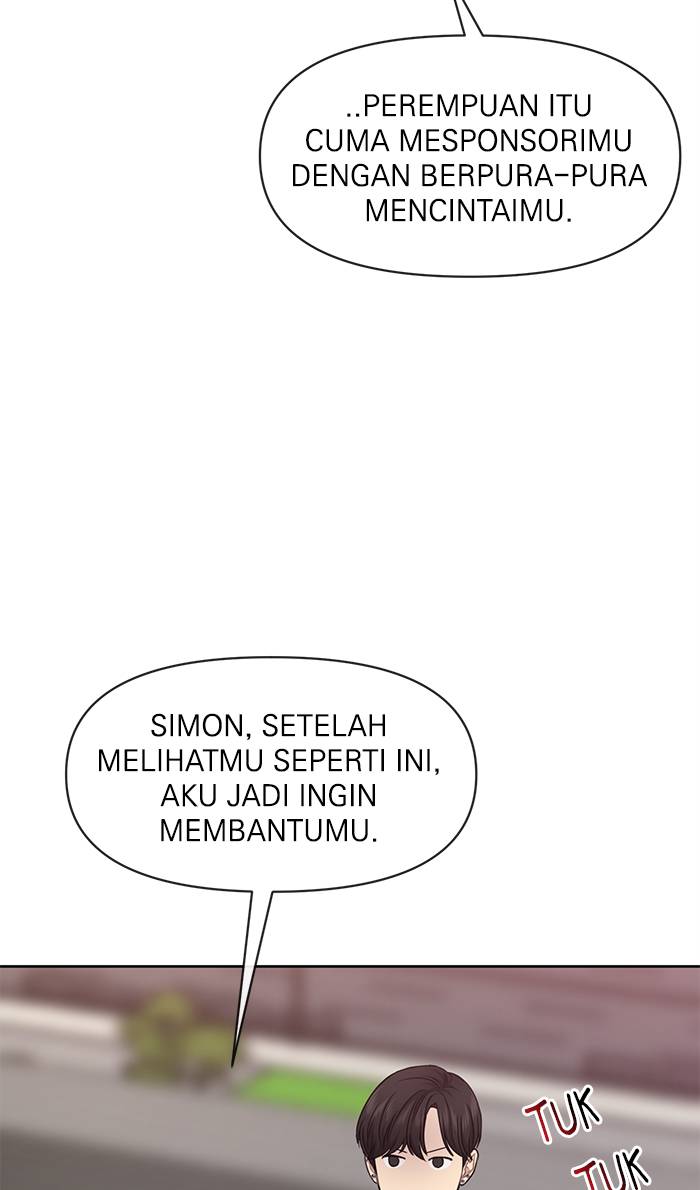 ..PEREMPUAN ITU
CUMA MESPONSORIMU
DENGAN BERPURA-PURA
MENCINTAIMU.
SIMON, SETELAH
MELIHATMU SEPERTI INI,
AKU JADI INGIN
MEMBANTUMU.
TUK
TUK